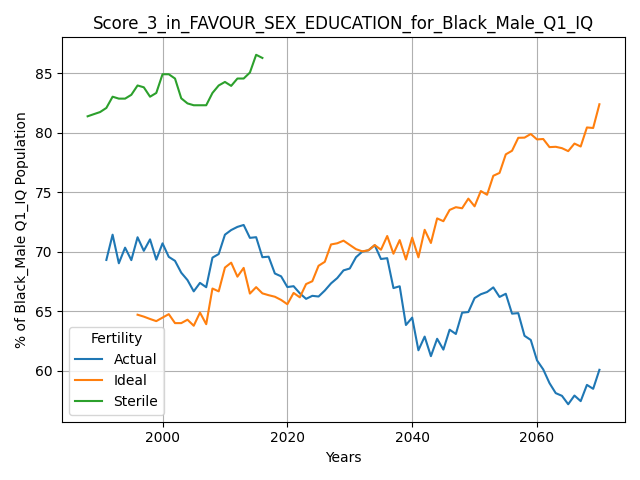 Score_3_in_FAVOUR_SEX_EDUCATION_for_Black_Male_Q1_IQ
% of Black_Male Q1_IQ Population
85
80
75
70
65
60
Fertility
Actual
Ideal
Sterile
2000 2020 2040 2060
Years